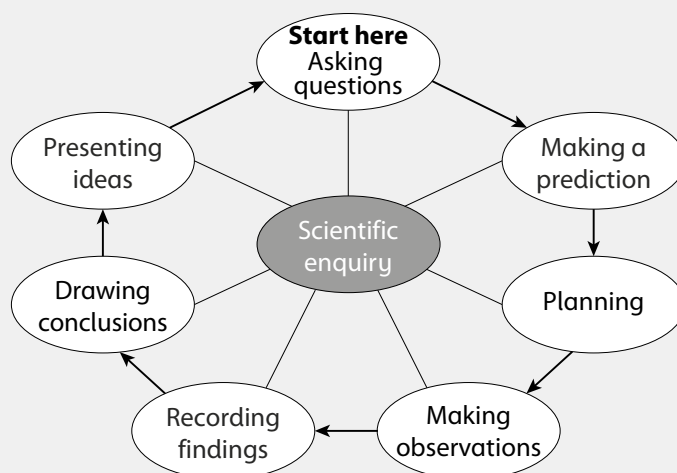 Start here
Asking
questions
Making a
prediction
Planning
Making
observations
Recording
findings
Drawing
conclusions
Presenting
ideas
Scientific
enquiry